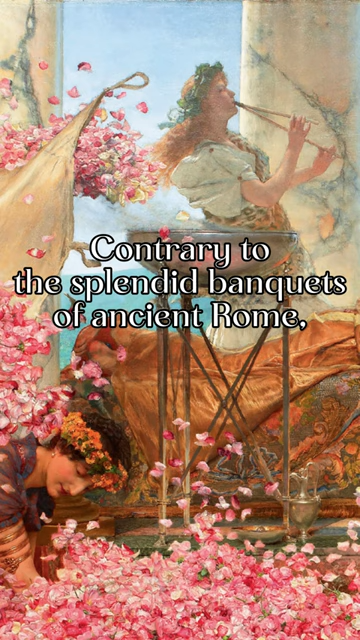 Contrary to
the splendid banquets
of ancient Rome,